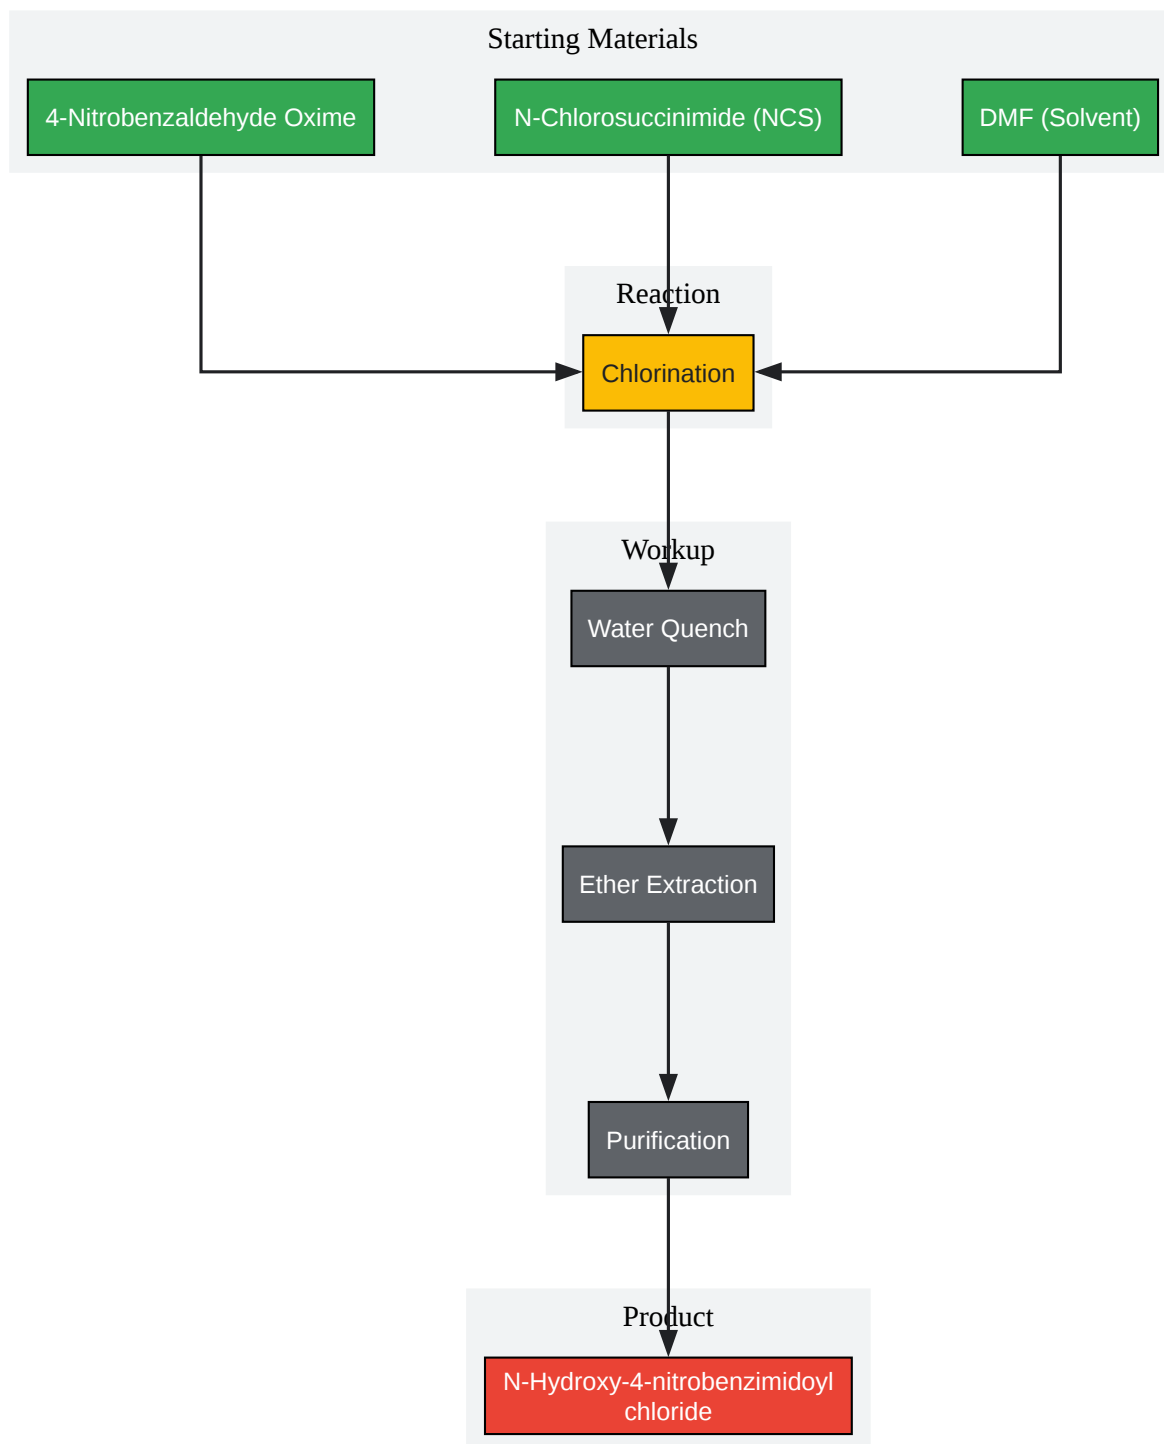 Starting Materials
4-Nitrobenzaldehyde Oxime
N-Chlorosuccinimide (NCS)
DMF (Solvent)
Reaction
Chlorination
Workup
Water Quench
Ether Extraction
Purification
Product
N-Hydroxy-4-nitrobenzimidoyl
chloride